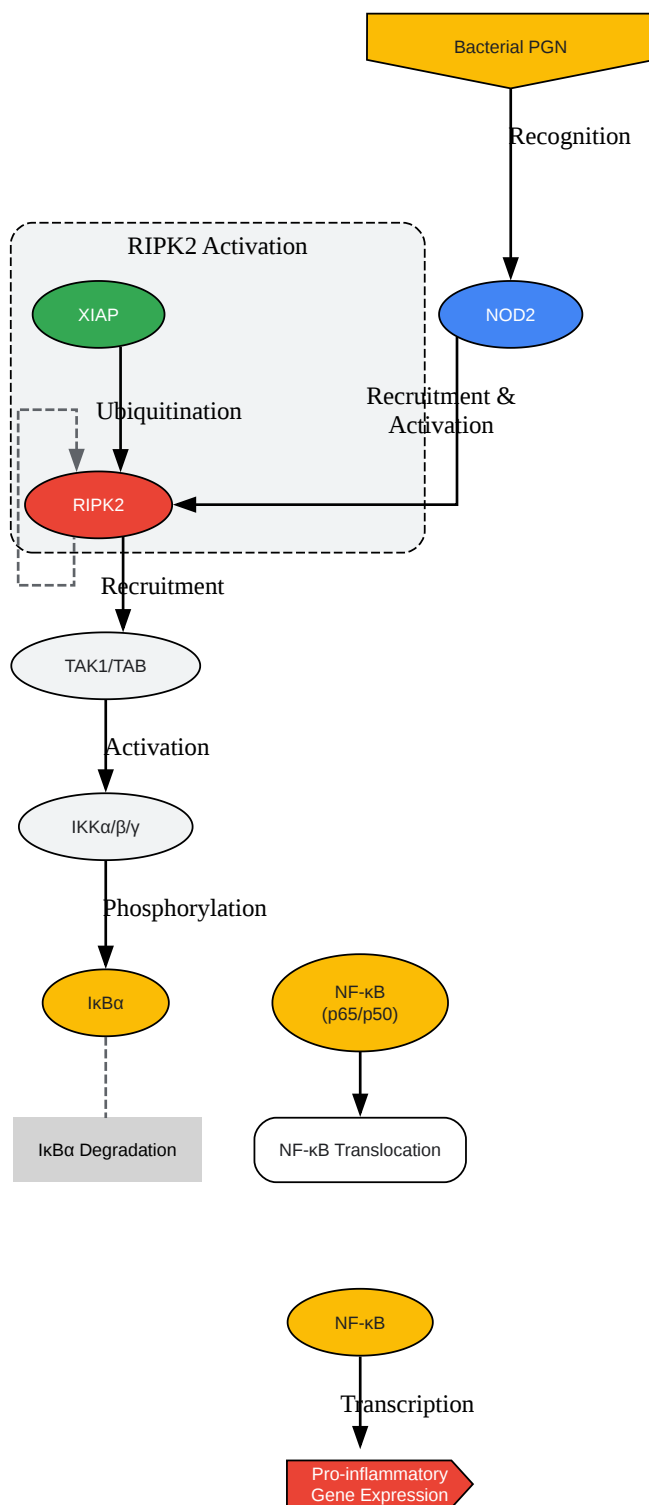 Bacterial PGN
Recognition
RIPK2 Activation
XIAP
NOD2
Ubiquitination
Recruitment &
Activation
RIPK2
Recruitment
TAK1/TAB
Activation
IKKα/β/γ
Phosphorylation
IκBα
NF-κB
(p65/p50)
IκBα Degradation
NF-κB Translocation
NF-κB
Transcription
Pro-inflammatory
Gene Expression